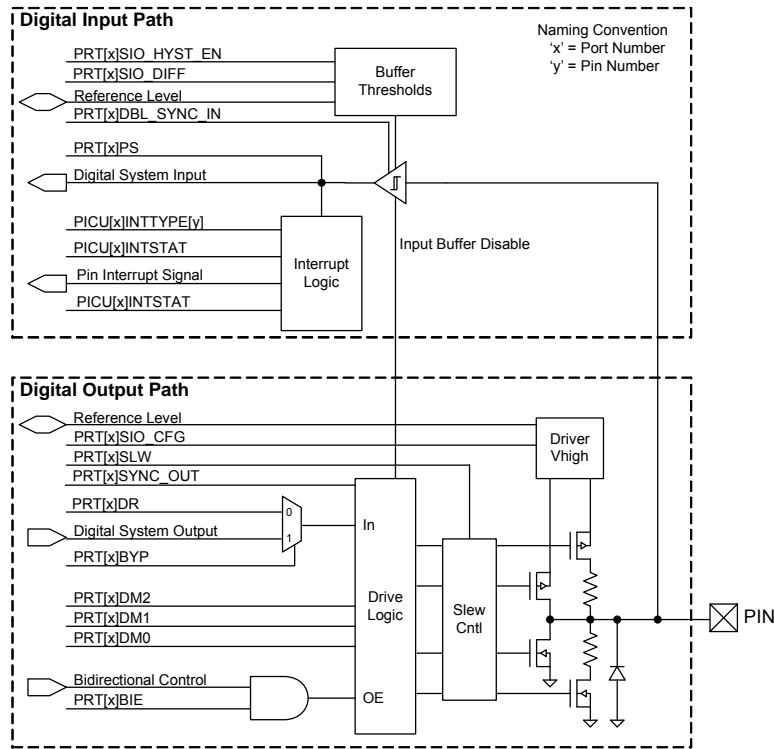 Digital Input Path
Naming Convention
'x' = Port Number
'y' = Pin Number
PRT[x]SIO_HYST_EN
PRT[x]SIO_DIFF
Reference Level
PRT[x]DBL_SYNC_IN
Buffer
Thresholds
PRT[x]PS
Digital System Input
PICU[x]INTTYPE[y]
PICU[x]INTSTAT
Pin Interrupt Signal
PICU[x]INTSTAT
Interrupt
Logic
Input Buffer Disable
Digital Output Path
Reference Level
PRT[x]SIO_CFG
PRT[x]SLW
PRT[x]SYNC_OUT
Driver
Vhigh
PRT[x]DR
Digital System Output
PRT[x]BYP
0
1
In
PRT[x]DM2
PRT[x]DM1
PRT[x]DM0
Drive
Logic
Slew
Cntl
PIN
Bidirectional Control
PRT[x]BIE
OE